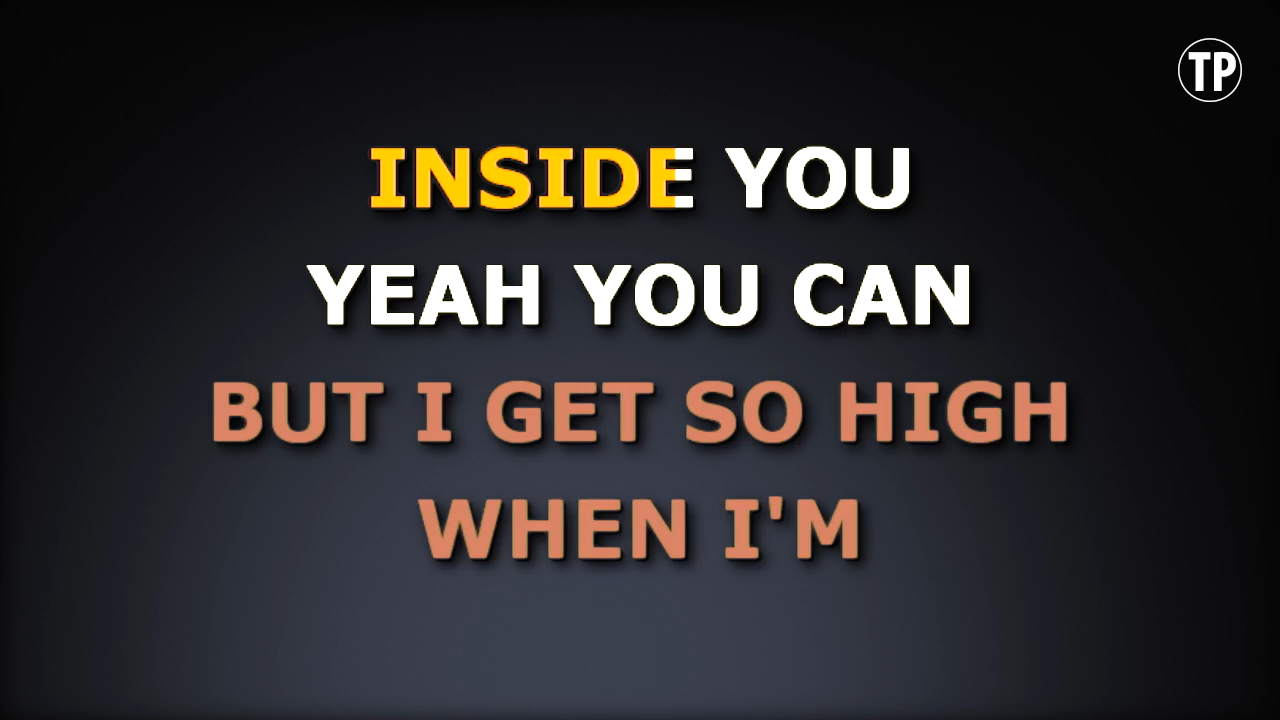 TP
INSIDE YOU
YEAH YOU CAN
BUT I GET SO HIGH
WHEN I'M